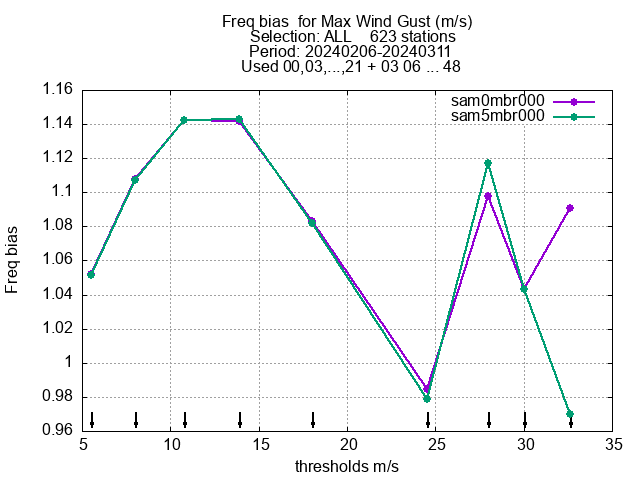 Freq bias  for Max Wind Gust (m/s)
Selection: ALL    623 stations
Period: 20240206-20240311
Used 00,03,...,21 + 03 06 ... 48
sam0mbr000
sam5mbr000
1.16
1.14
1.12
1.1
1.08
1.06
1.04
1.02
1
0.98
0.96
Freq bias
5 10 15 20 25 30 35
thresholds m/s